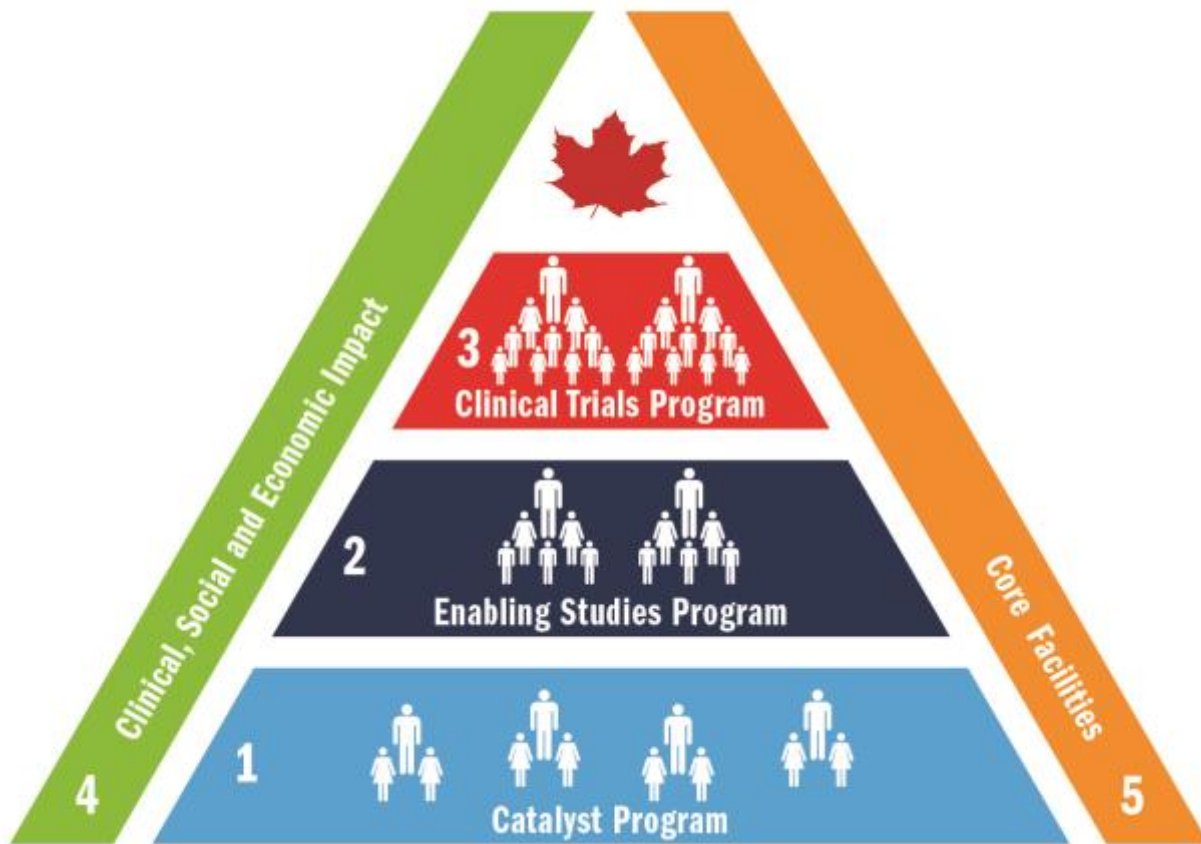 3
Clinical Trials Program
2
Enabling Studies Program
1
Catalyst Program
4
Clinical, Social and Economic Impact
5
Core Facilities